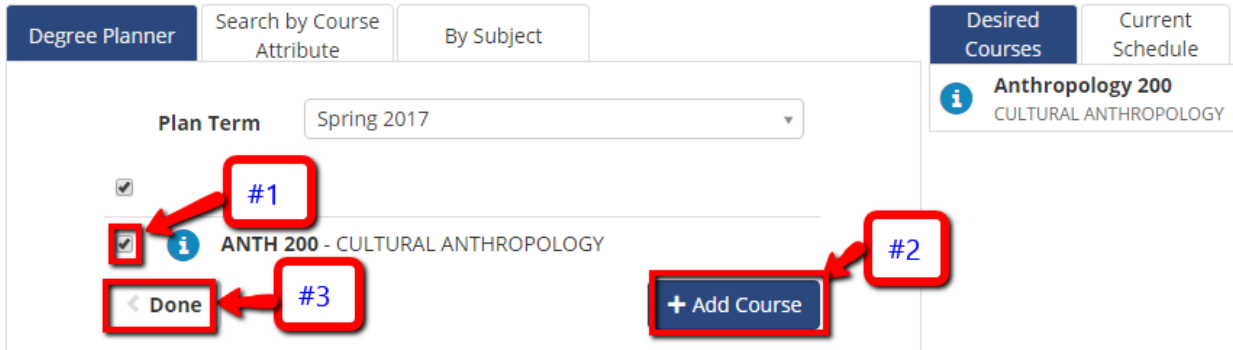 Degree Planner
Search by Course
Attribute
By Subject
Desired
Courses
Current
Schedule
Anthropology 200
CULTURAL ANTHROPOLOGY
Plan Term
Spring 2017
#1
ANTH 200 - CULTURAL ANTHROPOLOGY
#2
Done
#3
+ Add Course